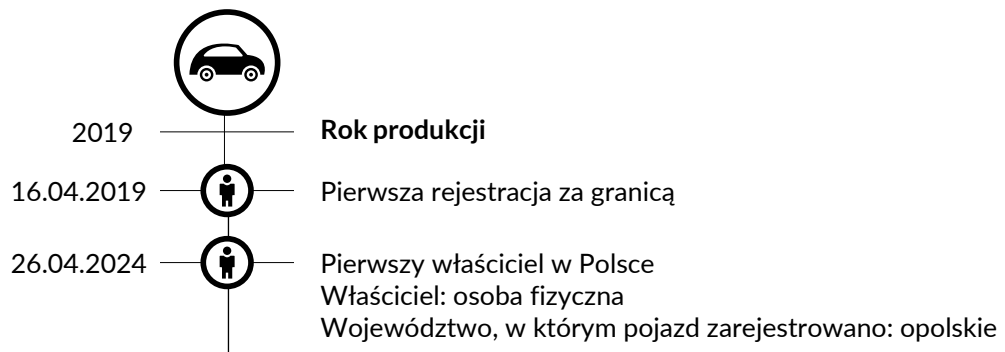 2019 Rok produkcji
16.04.2019 Pierwsza rejestracja za granicą
26.04.2024 Pierwszy właściciel w Polsce
Właściciel: osoba fizyczna
Województwo, w którym pojazd zarejestrowano: opolskie